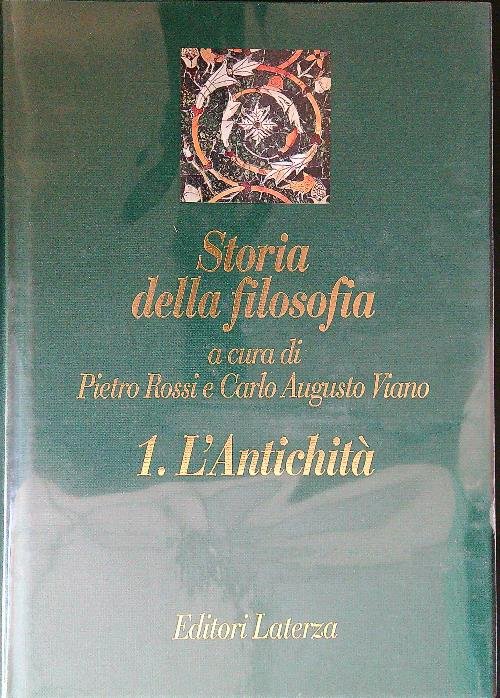 Storia
della filosofia
a cura di
Pietro Rossi e Carlo Augusto Viano
1. L'Antichità
Editori Laterza